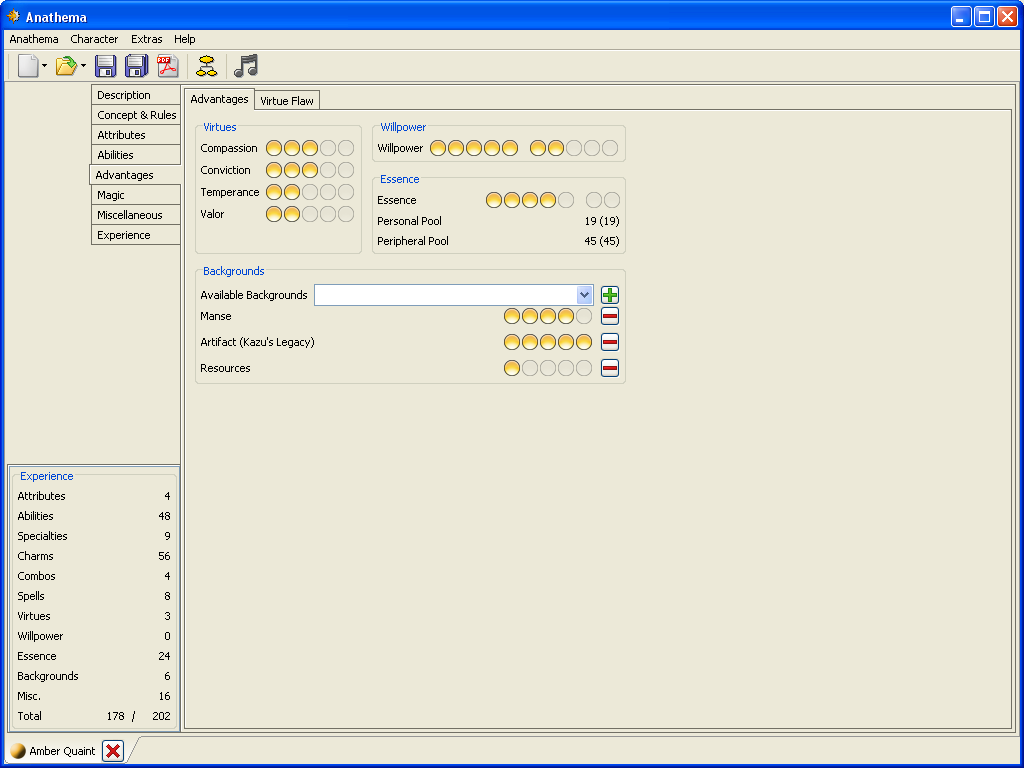 Anathema
Anathema Character Extras Help
PDF
Description
Concept & Rules
Attributes
Abilities
Advantages
Magic
Miscellaneous
Experience
Advantages Virtue Flaw
Virtues
Compassion
Conviction
Temperance
Valor
Willpower
Willpower
Essence
Essence
Personal Pool 19 (19)
Peripheral Pool 45 (45)
Backgrounds
Available Backgrounds
Manse
Artifact (Kazu's Legacy)
Resources
Experience
Attributes 4
Abilities 48
Specialties 9
Charms 56
Combos 4
Spells 8
Virtues 3
Willpower 0
Essence 24
Backgrounds 6
Misc. 16
Total 178 / 202
Amber Quaint